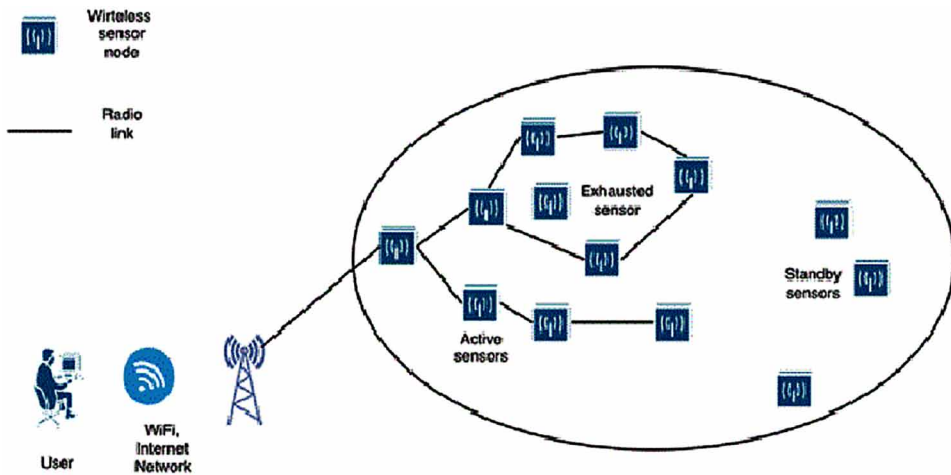 Wirteless
sensor
node
Radio
link
Exhausted
sensor
Standby
sensors
Active
sensors
WiFi,
Internet
Network
User